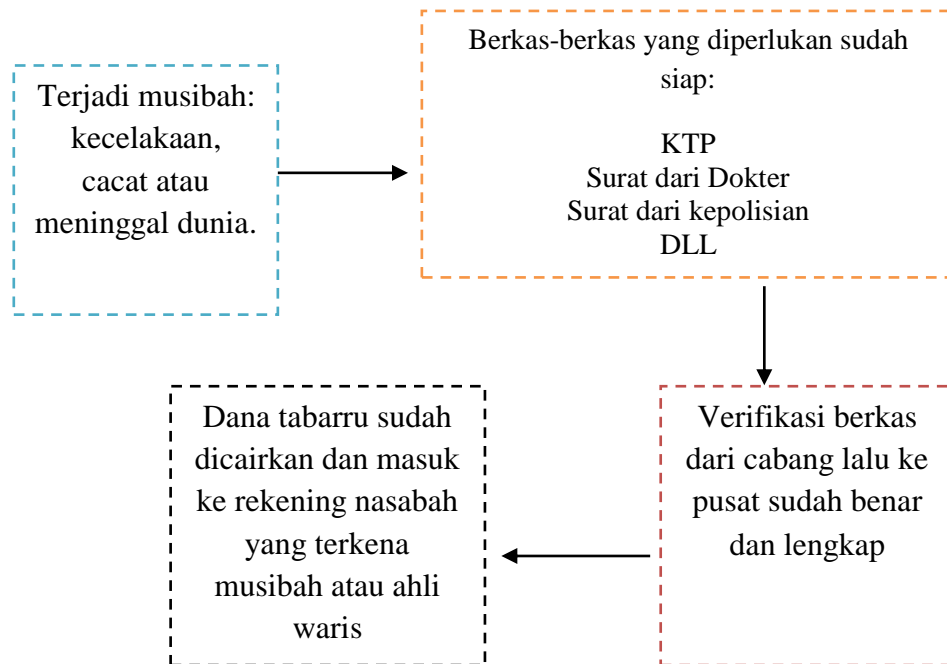 Terjadi musibah:
kecelakaan,
cacat atau
meninggal dunia.
Berkas-berkas yang diperlukan sudah
siap:
KTP
Surat dari Dokter
Surat dari kepolisian
DLL
Verifikasi berkas
dari cabang lalu ke
pusat sudah benar
dan lengkap
Dana tabarru sudah
dicairkan dan masuk
ke rekening nasabah
yang terkena
musibah atau ahli
waris